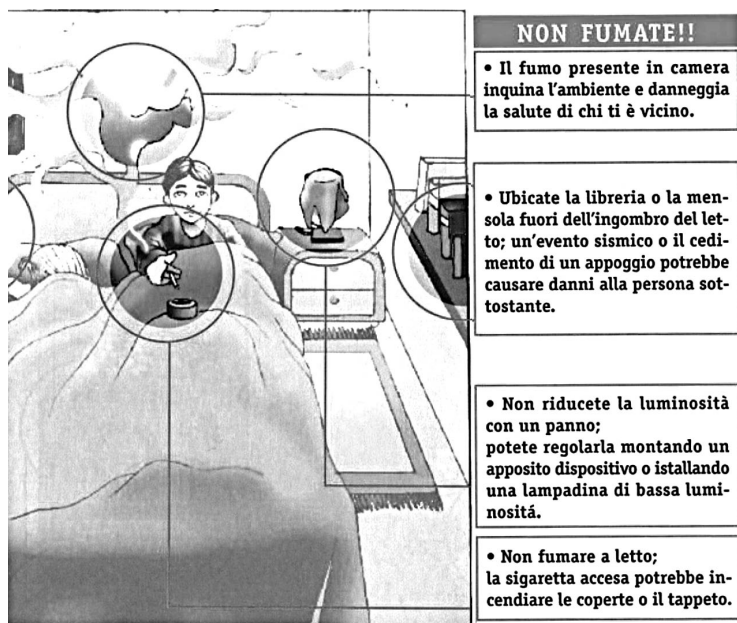 NON FUMATE!!
• Il fumo presente in camera
inquina l'ambiente e danneggia
la salute di chi ti è vicino.
• Ubicate la libreria o la men-
sola fuori dell'ingombro del let-
to; un'evento sismico o il cedi-
mento di un appoggio potrebbe
causare danni alla persona sot-
tostante.
• Non riducete la luminosità
con un panno;
potete regolarla montando un
apposito dispositivo o istallando
una lampadina di bassa lumi-
nositá.
• Non fumare a letto;
la sigaretta accesa potrebbe in-
cendiare le coperte o il tappeto.